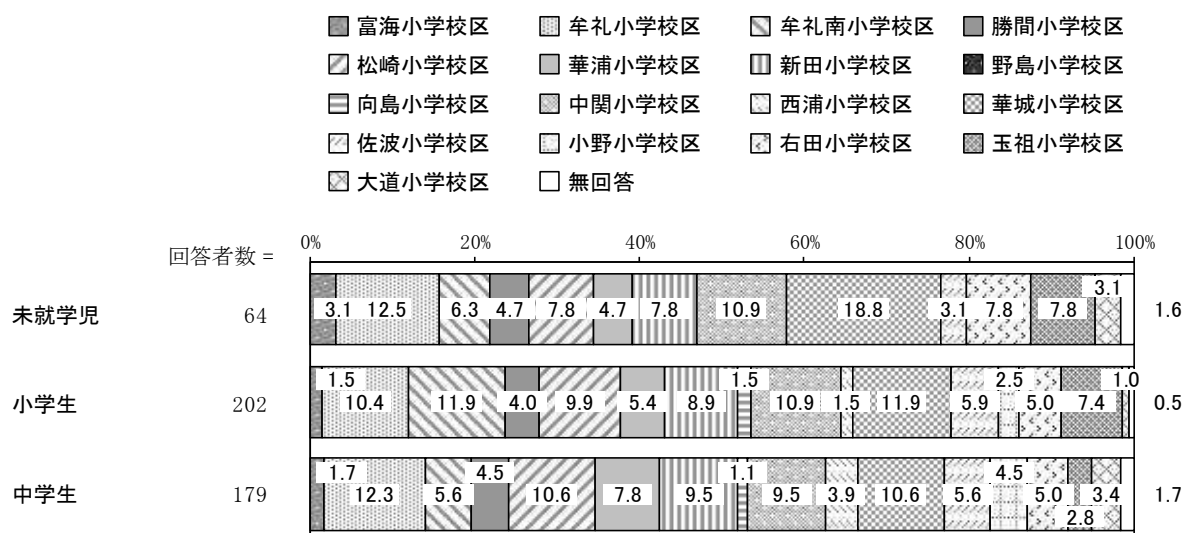 富海小学校区 牟礼小学校区 牟礼南小学校区 勝間小学校区
松崎小学校区 華浦小学校区 新田小学校区 野島小学校区
向島小学校区 中関小学校区 西浦小学校区 華城小学校区
佐波小学校区 小野小学校区 右田小学校区 玉祖小学校区
大道小学校区 無回答
回答者数 = 0% 20% 40% 60% 80% 100%
3.1
未就学児 64 3.1 12.5 6.3 4.7 7.8 4.7 7.8 10.9 18.8 3.1 7.8 7.8 1.6
1.5 1.5 2.5 1.0
小学生 202 10.4 11.9 4.0 9.9 5.4 8.9 10.9 1.5 11.9 5.9 5.0 7.4 0.5
1.7 4.5 1.1 4.5
中学生 179 12.3 5.6 10.6 7.8 9.5 9.5 3.9 10.6 5.6 5.0 3.4 1.7
2.8